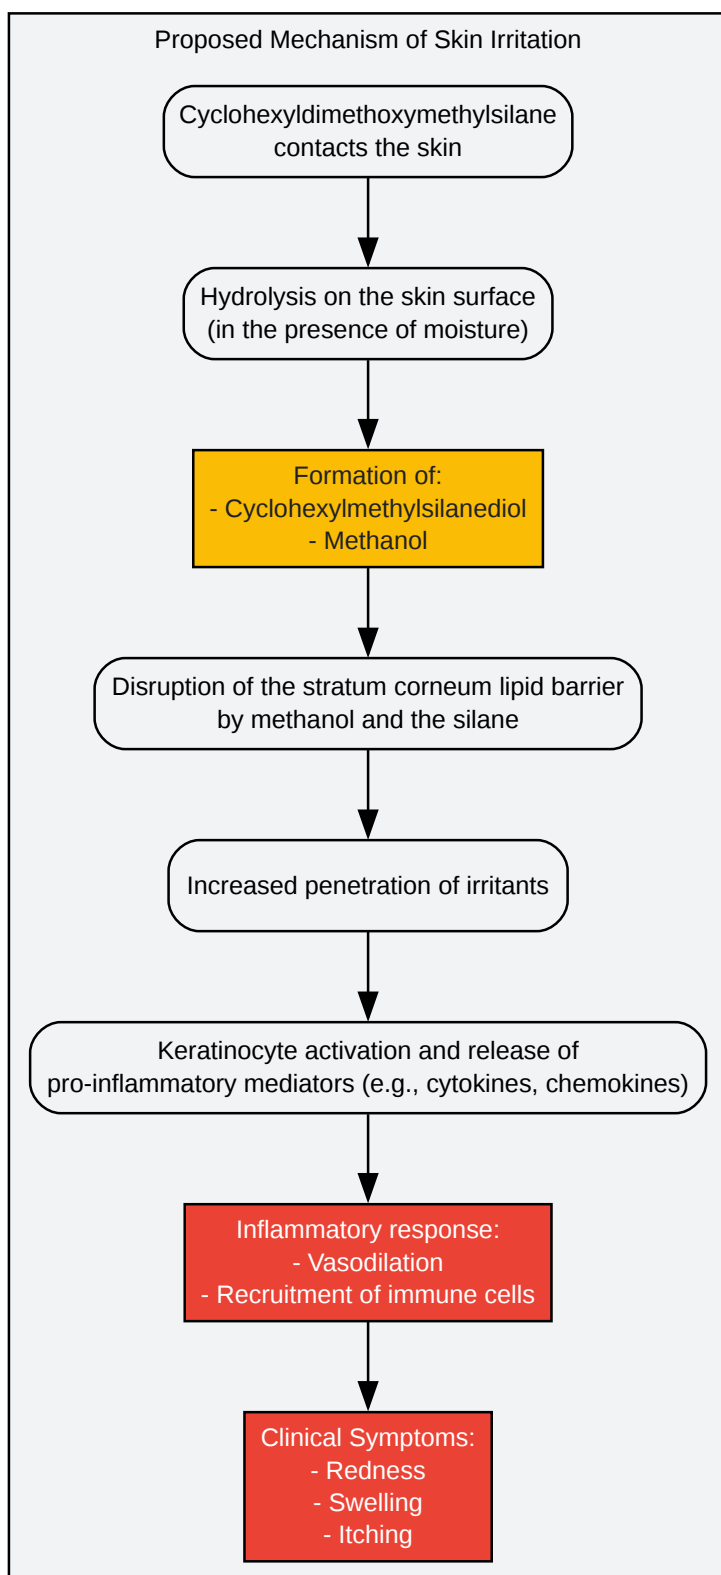 Proposed Mechanism of Skin Irritation
Cyclohexyldimethoxymethylsilane
contacts the skin
Hydrolysis on the skin surface
(in the presence of moisture)
Formation of:
- Cyclohexylmethylsilanediol
- Methanol
Disruption of the stratum corneum lipid barrier
by methanol and the silane
Increased penetration of irritants
Keratinocyte activation and release of
pro-inflammatory mediators (e.g., cytokines, chemokines)
Inflammatory response:
- Vasodilation
- Recruitment of immune cells
Clinical Symptoms:
- Redness
- Swelling
- Itching